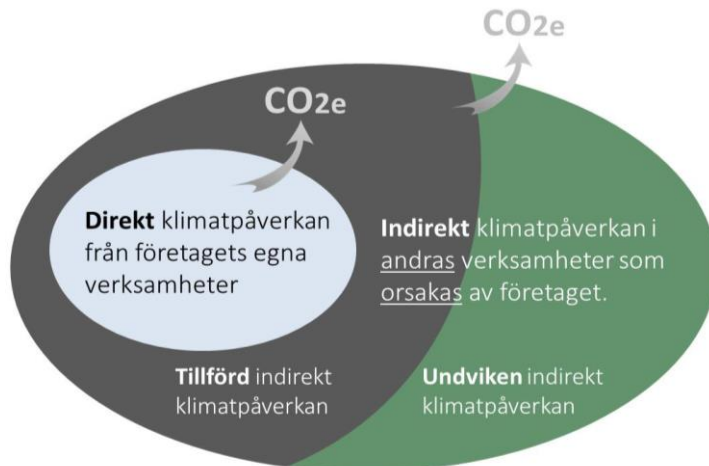 CO2e
CO2e
Direkt klimatpåverkan
från företagets egna
verksamheter
Indirekt klimatpåverkan i
andras verksamheter som
orsakas av företaget.
Tillförd indirekt
klimatpåverkan
Undviken indirekt
klimatpåverkan